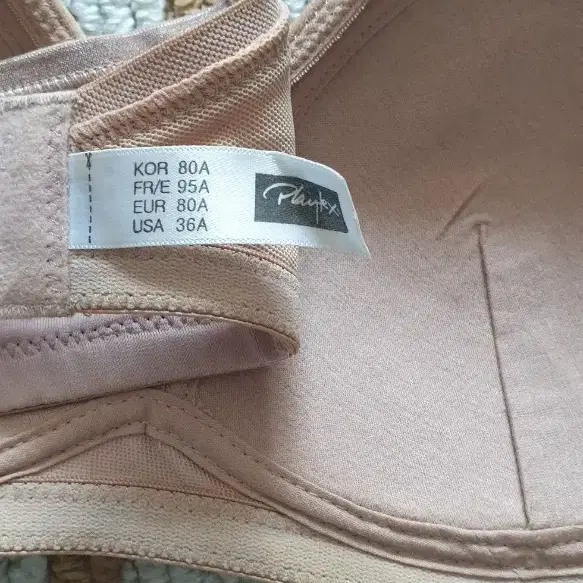 KOR 80A
FR/E 95A
EUR 80A
USA 36A
Playtex